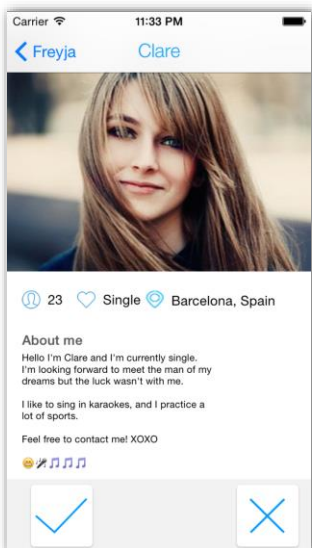 Carrier 11:33 PM
Freyja Clare
23 Single Barcelona, Spain
About me
Hello I'm Clare and I'm currently single.
I'm looking forward to meet the man of my
dreams but the luck wasn't with me.
I like to sing in karaokes, and I practice a
lot of sports.
Feel free to contact me! XOXO
😄🎤🎵🎵🎵